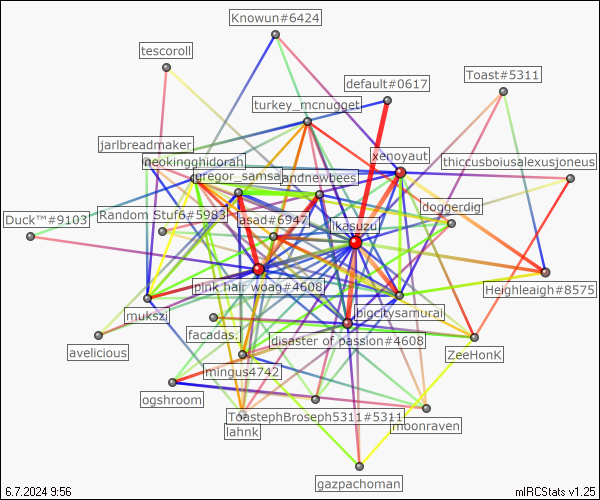 Knowun#6424
tescoroll
Toast#5311
default#0617
turkey_mcnugget
jarlbreadmaker
xenoyaut
neokingghidorah
thiccusboiusalexusjoneus
gregor_samsa
andnewbees
doggerdig
Duck™#9103
Random Stuf6#5983
asad#6947
lkasuzu
pink hair woag#4608
Heighleaigh#8575
mukszi
bigcitysamurai
facadas.
avelicious
disaster of passion#4608
ZeeHonK
mingus4742
ogshroom
ToastephBroseph5311#5311
moonraven
lahnk
gazpachoman
6.7.2024 9:56
mIRCStats v1.25